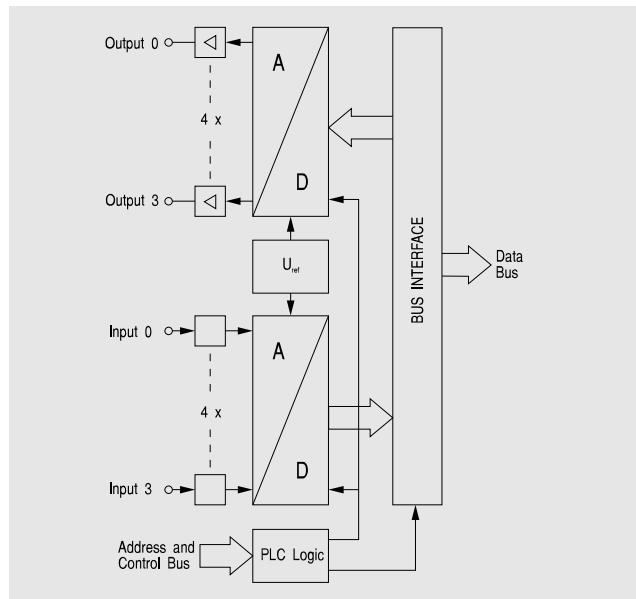 Output 0
A
4 x
D
Output 3
U ref
BUS INTERFACE
Data
Bus
Input 0
A
4 x
D
Input 3
Address and
Control Bus
PLC Logic